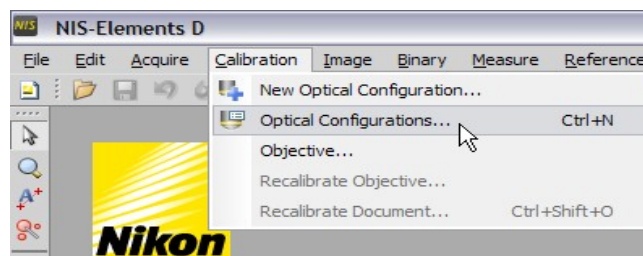 NIS NIS-Elements D
File Edit Acquire Calibration Image Binary Measure Reference
New Optical Configuration...
Optical Configurations... Ctrl+N
Objective...
Recalibrate Objective...
Recalibrate Document... Ctrl+Shift+O
Nikon